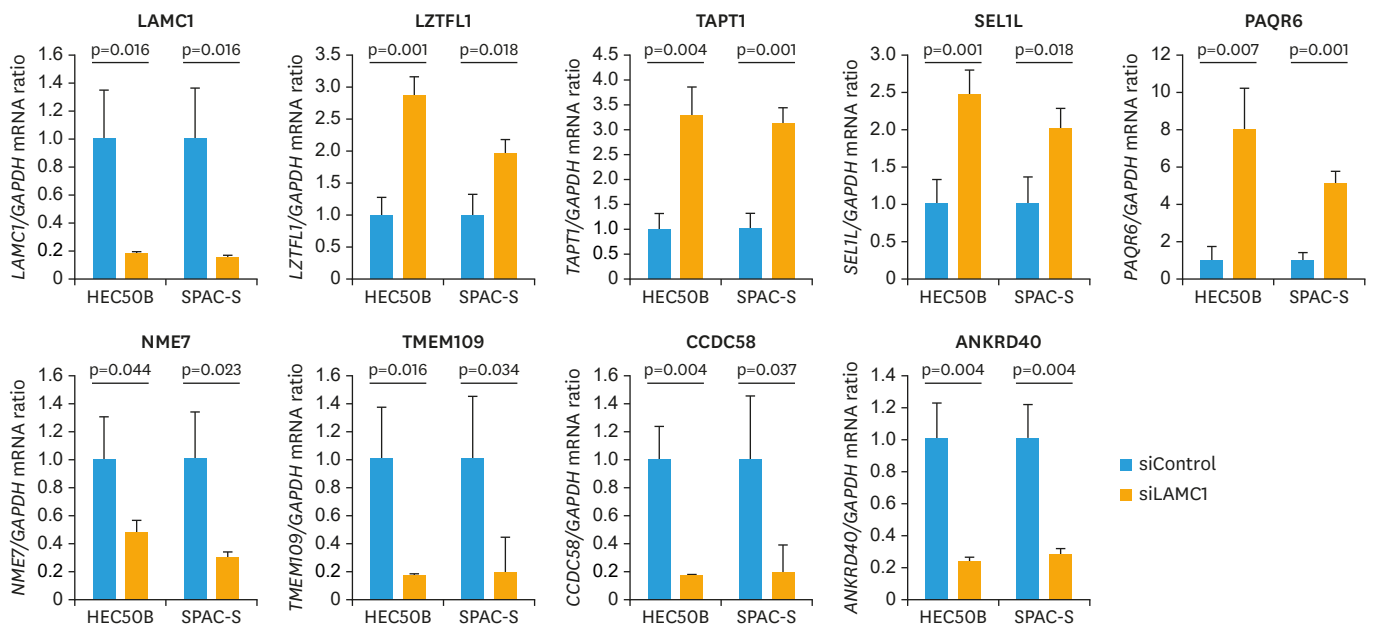 LAMC1
LAMC1/GAPDH mRNA ratio
1.6
1.4
1.2
1.0
0.8
0.6
0.4
0.2
0
p=0.016
p=0.016
HEC50B
SPAC-S
LZTFL1
LZTFL1/GAPDH mRNA ratio
3.5
3.0
2.5
2.0
1.5
1.0
0.5
0
p=0.001
p=0.018
HEC50B
SPAC-S
TAPT1
TAPT1/GAPDH mRNA ratio
4.5
4.0
3.5
3.0
2.5
2.0
1.5
1.0
0.5
0
p=0.004
p=0.001
HEC50B
SPAC-S
SEL1L
SEL1L/GAPDH mRNA ratio
3.0
2.5
2.0
1.5
1.0
0.5
0
p=0.001
p=0.018
HEC50B
SPAC-S
PAQR6
PAQR6/GAPDH mRNA ratio
12
10
8
6
4
2
0
p=0.007
p=0.001
HEC50B
SPAC-S
NME7
NME7/GAPDH mRNA ratio
1.6
1.4
1.2
1.0
0.8
0.6
0.4
0.2
0
p=0.044
p=0.023
HEC50B
SPAC-S
TMEM109
TMEM109/GAPDH mRNA ratio
1.6
1.4
1.2
1.0
0.8
0.6
0.4
0.2
0
p=0.016
p=0.034
HEC50B
SPAC-S
CCDC58
CCDC58/GAPDH mRNA ratio
1.6
1.4
1.2
1.0
0.8
0.6
0.4
0.2
0
p=0.004
p=0.037
HEC50B
SPAC-S
ANKRD40
ANKRD40/GAPDH mRNA ratio
1.4
1.2
1.0
0.8
0.6
0.4
0.2
0
p=0.004
p=0.004
HEC50B
SPAC-S
siControl
siLAMC1